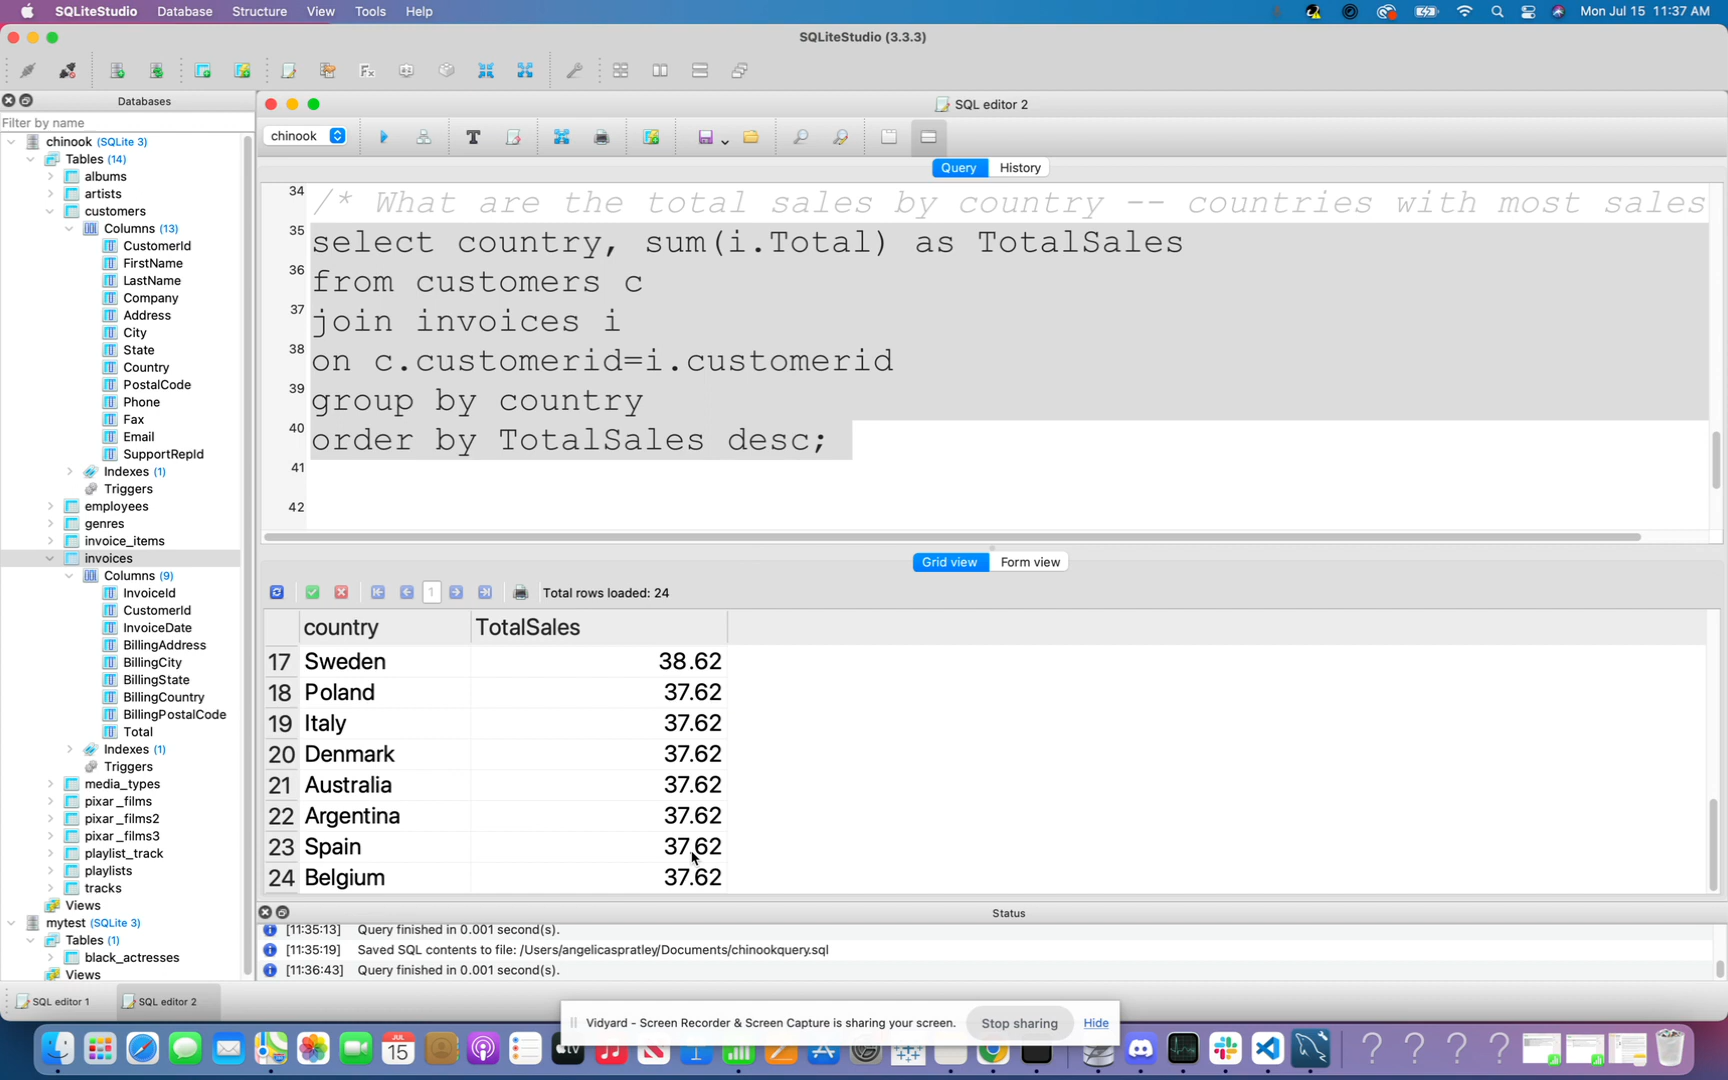 SQLiteStudio Database Structure View Tools Help Mon Jul 15 11:37 AM
SQLiteStudio (3.3.3)
Databases
Filter by name
chinook (SQLite 3)
Tables (14)
albums
artists
customers
Columns (13)
CustomerId
FirstName
LastName
Company
Address
City
State
Country
PostalCode
Phone
Fax
Email
SupportRepId
Indexes (1)
Triggers
employees
genres
invoice_items
invoices
Columns (9)
InvoiceId
CustomerId
InvoiceDate
BillingAddress
BillingCity
BillingState
BillingCountry
BillingPostalCode
Total
Indexes (1)
Triggers
media_types
pixar_films
pixar_films2
pixar_films3
playlist_track
playlists
tracks
Views
mytest (SQLite 3)
Tables (1)
black_actresses
Views
SQL editor 2
chinook
Query History
34 /* What are the total sales by country -- countries with most sales
35 select country, sum(i.Total) as TotalSales
36 from customers c
37 join invoices i
38 on c.customerid=i.customerid
39 group by country
40 order by TotalSales desc;
41
42
Grid view Form view
1 Total rows loaded: 24
country TotalSales
17 Sweden 38.62
18 Poland 37.62
19 Italy 37.62
20 Denmark 37.62
21 Australia 37.62
22 Argentina 37.62
23 Spain 37.62
24 Belgium 37.62
Status
[11:35:13] Query finished in 0.001 second(s).
[11:35:19] Saved SQL contents to file: /Users/angelicaspratley/Documents/chinookquery.sql
[11:36:43] Query finished in 0.001 second(s).
SQL editor 1 SQL editor 2
Vidyard - Screen Recorder & Screen Capture is sharing your screen. Stop sharing Hide
JUL
15
tv